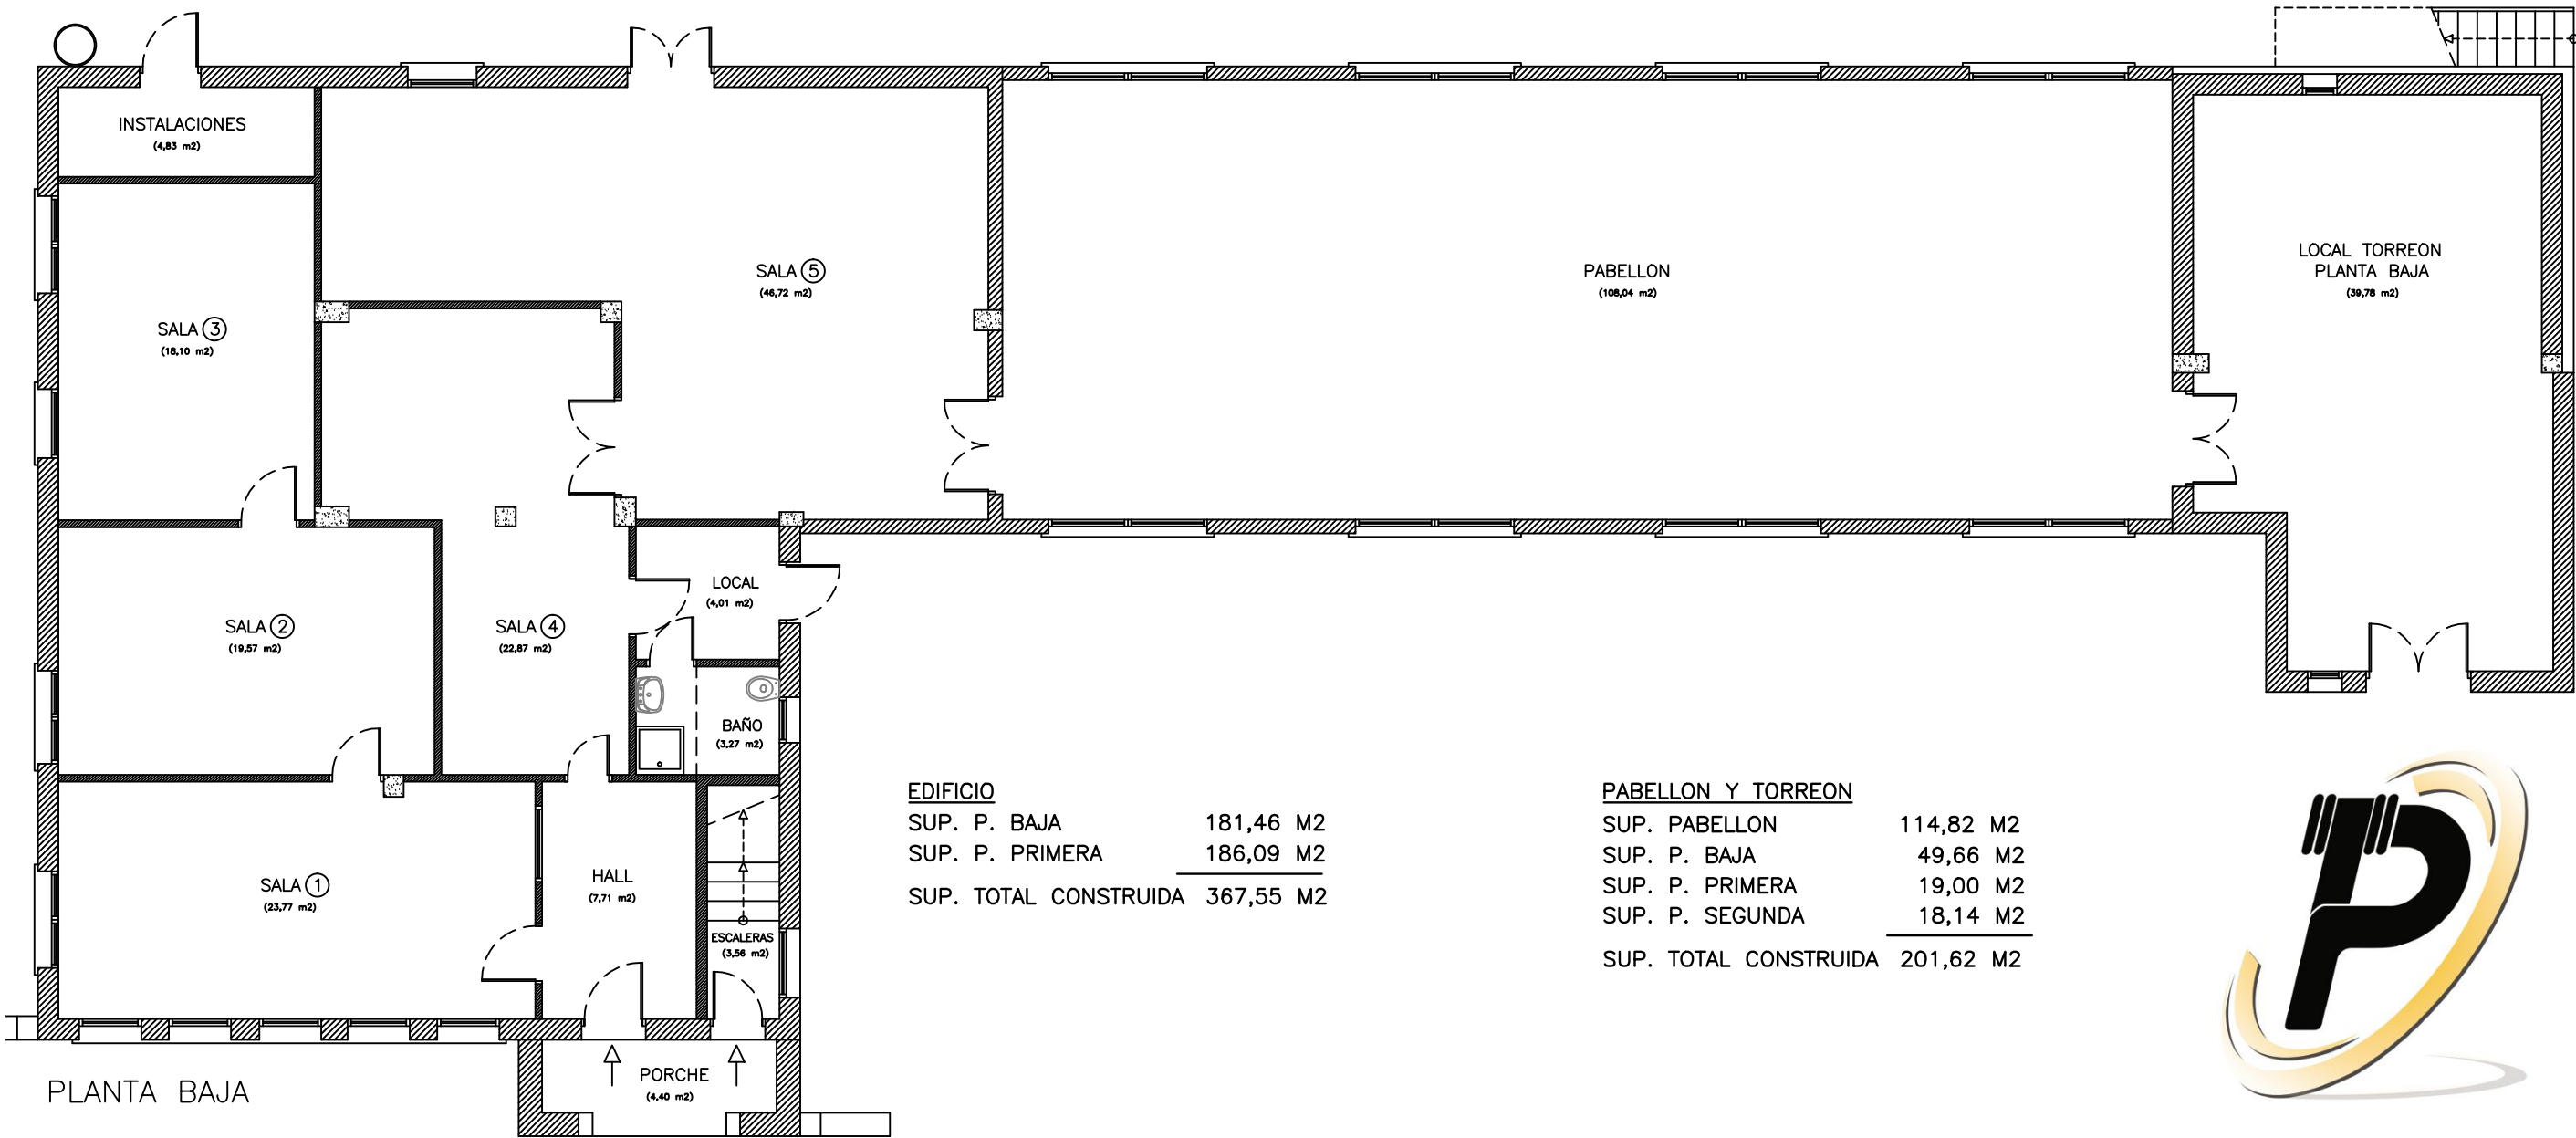 INSTALACIONES
(4,83 m2)
SALA 3
(18,10 m2)
SALA 5
(46,72 m2)
PABELLON
(108,04 m2)
LOCAL TORREON
PLANTA BAJA
(39,78 m2)
SALA 2
(19,57 m2)
SALA 4
(22,87 m2)
LOCAL
(4,01 m2)
BAÑO
(3,27 m2)
SALA 1
(23,77 m2)
HALL
(7,71 m2)
ESCALERAS
(3,56 m2)
PORCHE
(4,40 m2)
EDIFICIO
SUP. P. BAJA 181,46 M2
SUP. P. PRIMERA 186,09 M2
SUP. TOTAL CONSTRUIDA 367,55 M2
PABELLON Y TORREON
SUP. PABELLON 114,82 M2
SUP. P. BAJA 49,66 M2
SUP. P. PRIMERA 19,00 M2
SUP. P. SEGUNDA 18,14 M2
SUP. TOTAL CONSTRUIDA 201,62 M2
P
PLANTA BAJA